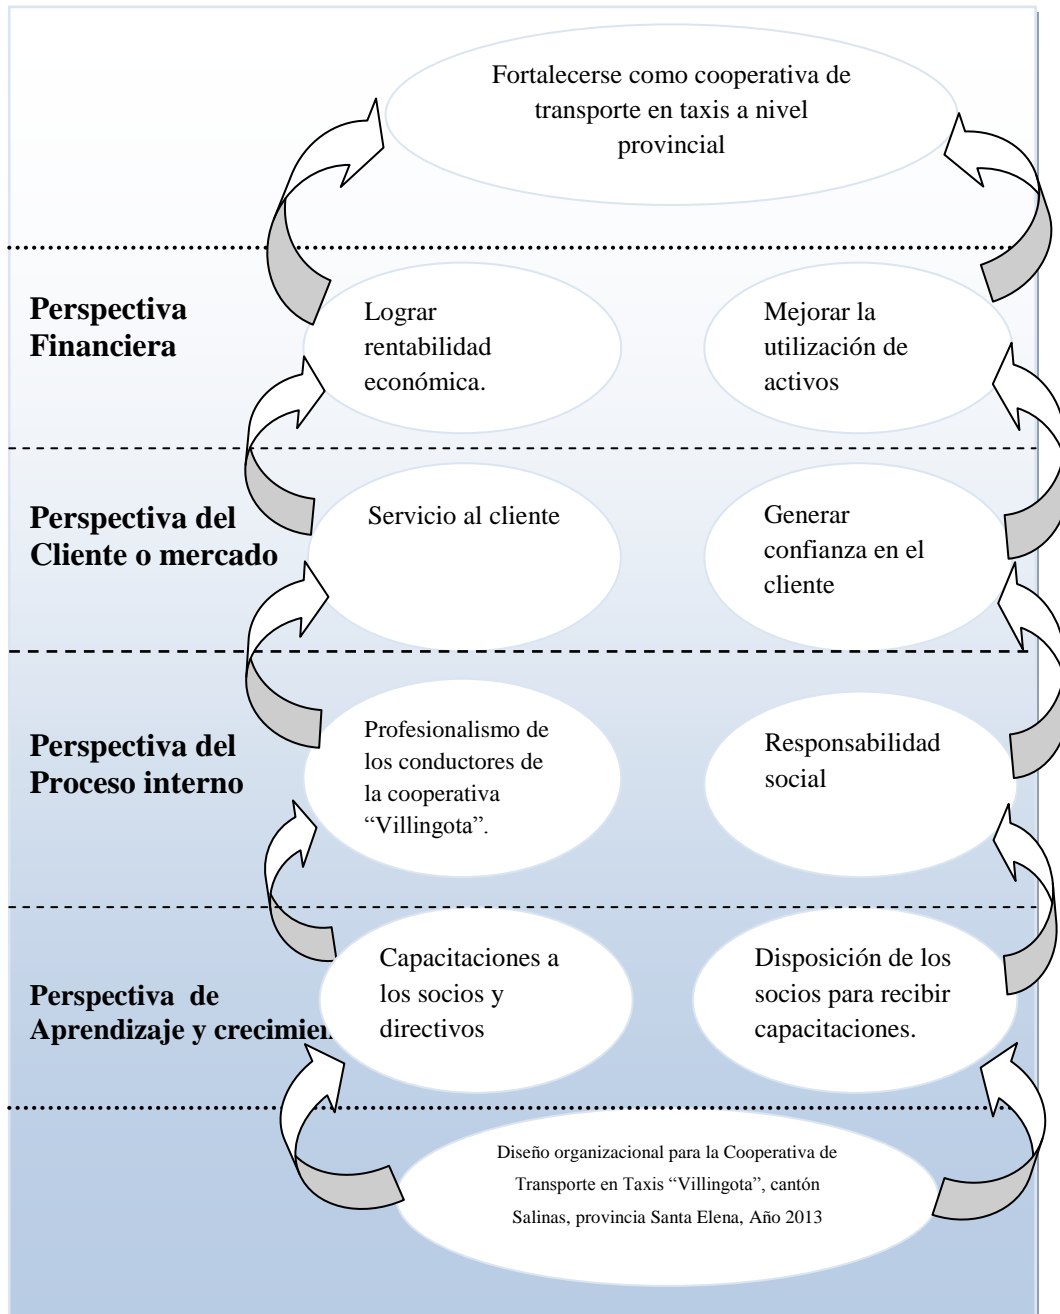 Fortalecerse como cooperativa de
transporte en taxis a nivel
provincial
Perspectiva
Financiera
Lograr
rentabilidad
económica.
Mejorar la
utilización de
activos
Perspectiva del
Cliente o mercado
Servicio al cliente
Generar
confianza en el
cliente
Perspectiva del
Proceso interno
Profesionalismo de
los conductores de
la cooperativa
“Villingota”.
Responsabilidad
social
Perspectiva de
Aprendizaje y crecimien
Capacitaciones a
los socios y
directivos
Disposición de los
socios para recibir
capacitaciones.
Diseño organizacional para la Cooperativa de
Transporte en Taxis “Villingota”, cantón
Salinas, provincia Santa Elena, Año 2013